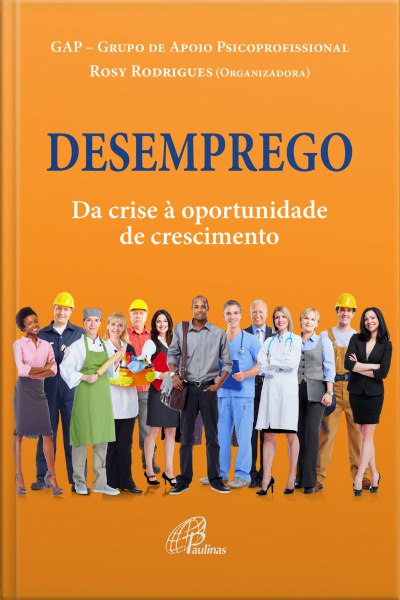 GAP – Grupo de Apoio Psicoprofissional
Rosy Rodrigues (Organizadora)
DESEMPREGO
Da crise à oportunidade
de crescimento
Paulinas